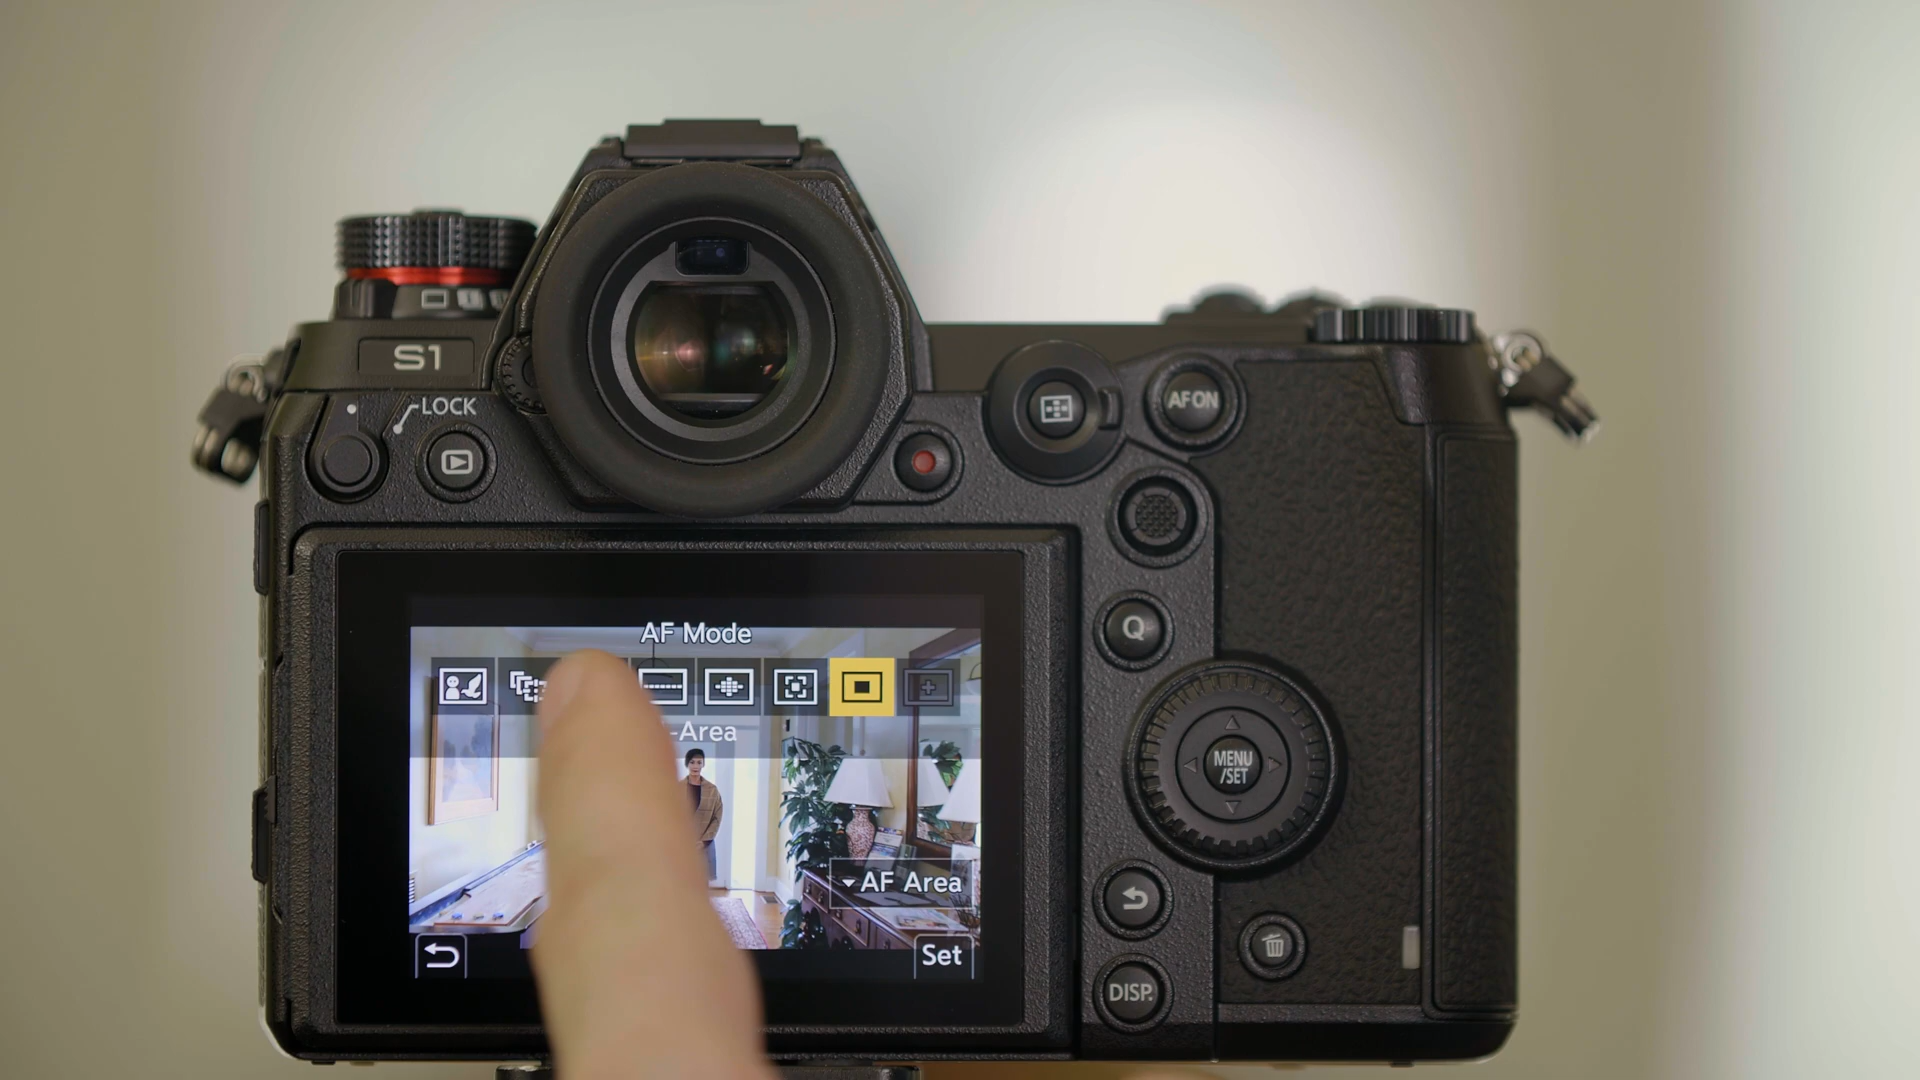 S1
LOCK
AF ON
Q
AF Mode
-Area
MENU
/SET
AF Area
Set
DISP.